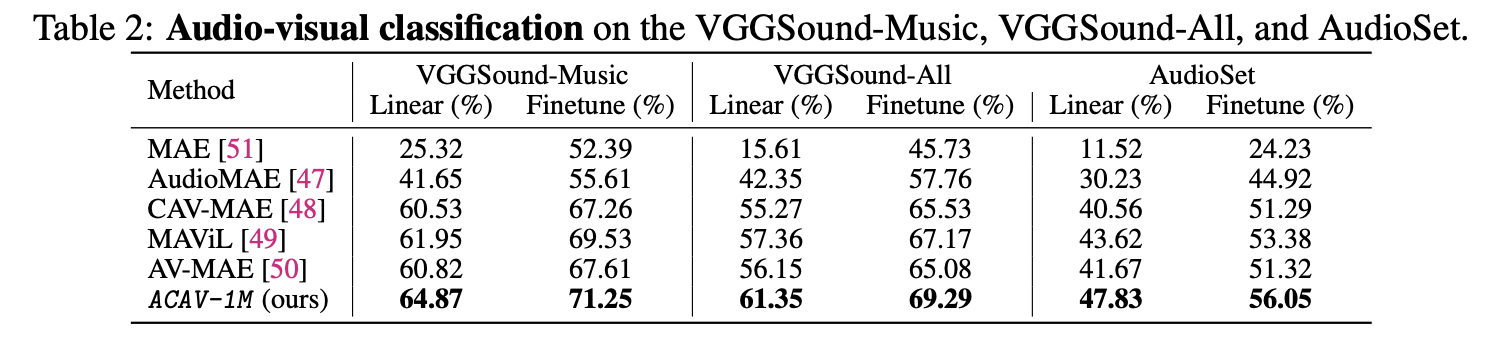 Table 2: Audio-visual classification on the VGGSound-Music, VGGSound-All, and AudioSet.
Method VGGSound-Music VGGSound-All AudioSet
Linear (%) Finetune (%) Linear (%) Finetune (%) Linear (%) Finetune (%)
MAE [51] 25.32 52.39 15.61 45.73 11.52 24.23
AudioMAE [47] 41.65 55.61 42.35 57.76 30.23 44.92
CAV-MAE [48] 60.53 67.26 55.27 65.53 40.56 51.29
MAViL [49] 61.95 69.53 57.36 67.17 43.62 53.38
AV-MAE [50] 60.82 67.61 56.15 65.08 41.67 51.32
ACAV-1M (ours) 64.87 71.25 61.35 69.29 47.83 56.05